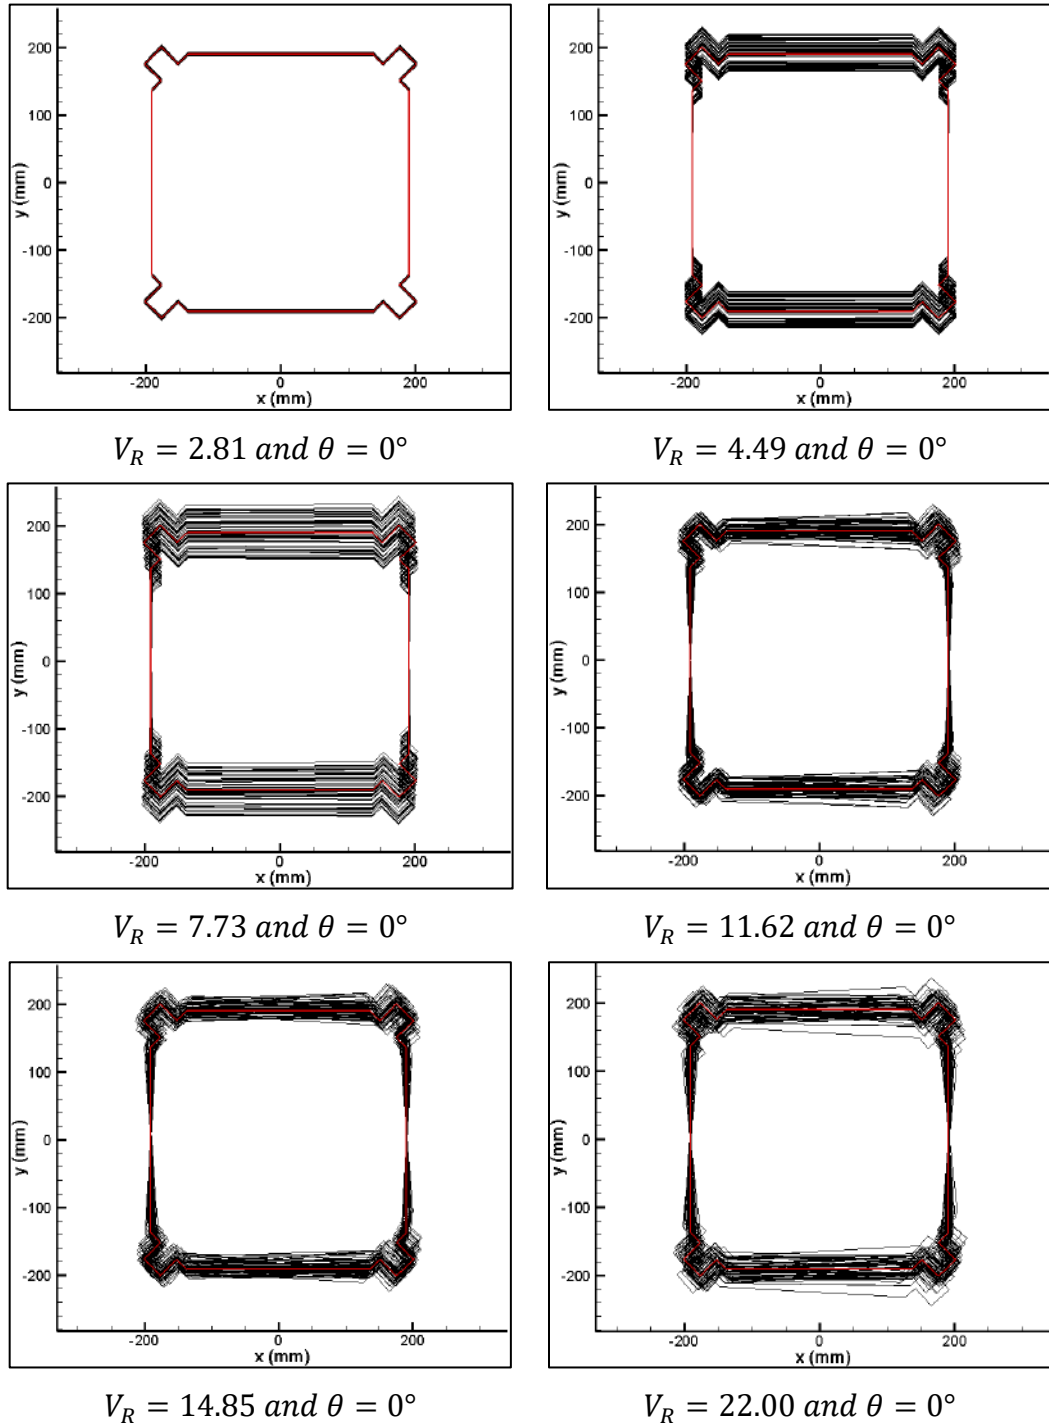 200
100
0
-100
-200
y (mm)
-200 0 200
x (mm)
200
100
0
-100
-200
y (mm)
-200 0 200
x (mm)
V_R = 2.81 and θ = 0°
V_R = 4.49 and θ = 0°
200
100
0
-100
-200
y (mm)
-200 0 200
x (mm)
200
100
0
-100
-200
y (mm)
-200 0 200
x (mm)
V_R = 7.73 and θ = 0°
V_R = 11.62 and θ = 0°
200
100
0
-100
-200
y (mm)
-200 0 200
x (mm)
200
100
0
-100
-200
y (mm)
-200 0 200
x (mm)
V_R = 14.85 and θ = 0°
V_R = 22.00 and θ = 0°